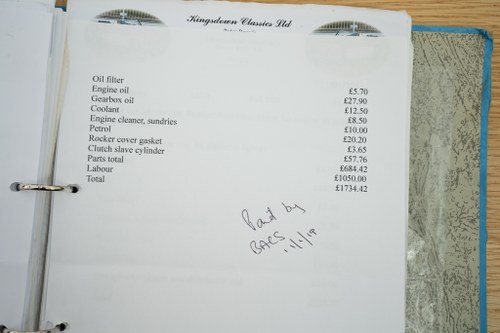 Kingsdown Classics Ltd
Oil filter £5.70
Engine oil £27.90
Gearbox oil £12.50
Coolant £8.50
Engine cleaner, sundries £10.00
Petrol £20.20
Rocker cover gasket £3.65
Clutch slave cylinder £57.76
Parts total £684.42
Labour £1050.00
Total £1734.42
Paid by
BACS